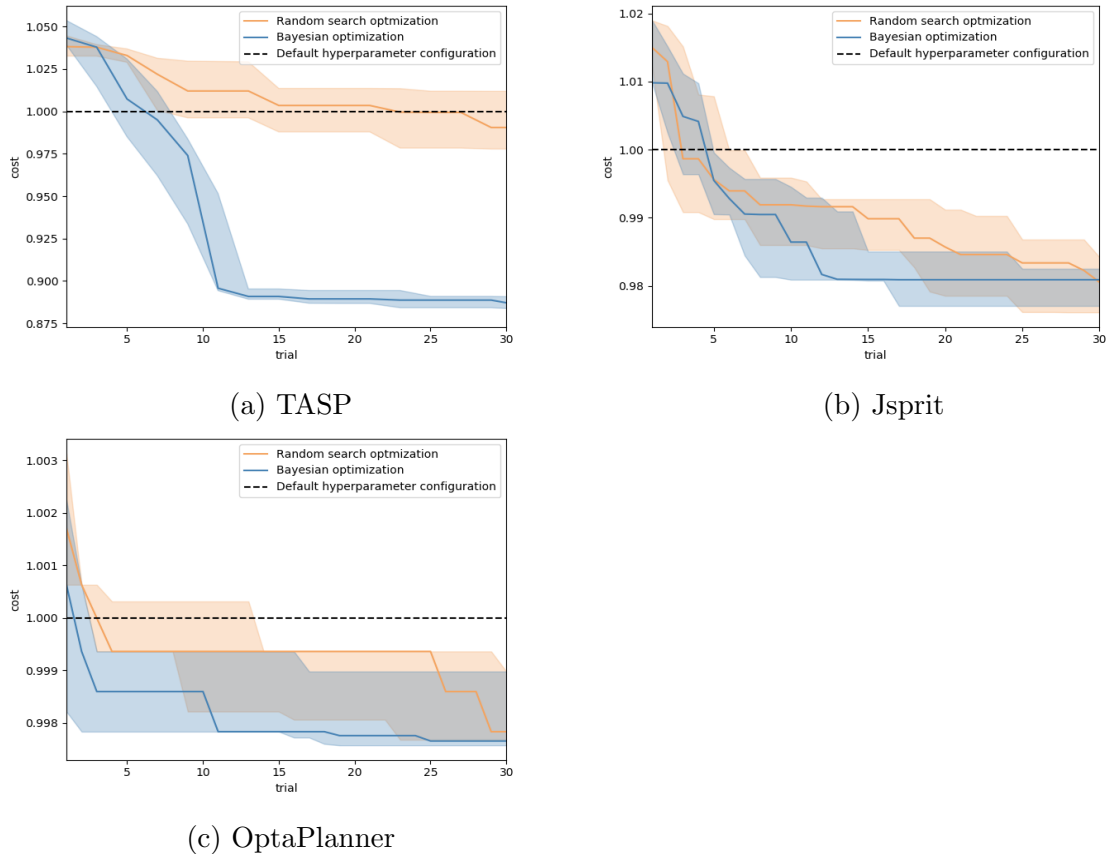 1.050
1.025
1.000
0.975
0.950
0.925
0.900
0.875
cost
Random search optmization
Bayesian optimization
Default hyperparameter configuration
5
10
15
20
25
30
trial
(a) TASP
1.02
1.01
1.00
0.99
0.98
cost
Random search optmization
Bayesian optimization
Default hyperparameter configuration
5
10
15
20
25
30
trial
(b) Jsprit
1.003
1.002
1.001
1.000
0.999
0.998
cost
Random search optmization
Bayesian optimization
Default hyperparameter configuration
5
10
15
20
25
30
trial
(c) OptaPlanner